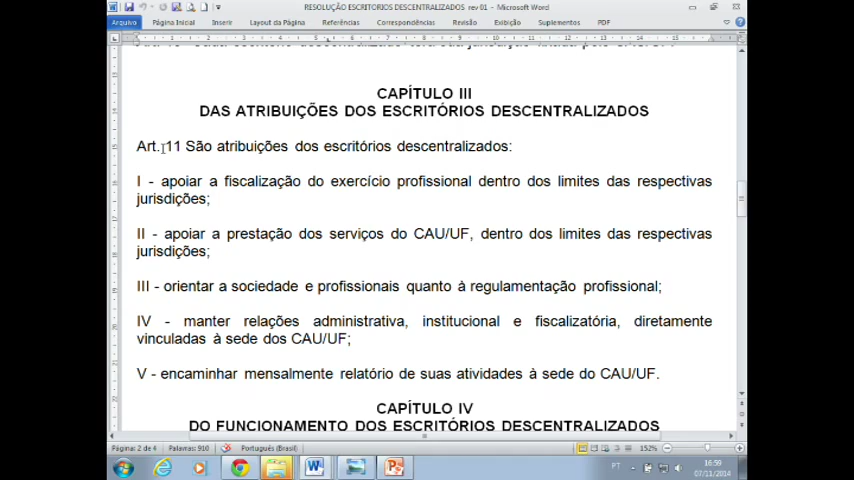 RESOLUÇÃO ESCRITORIOS DESCENTRALIZADOS rev 01 - Microsoft Word
Arquivo Página Inicial Inserir Layout da Página Referências Correspondências Revisão Exibição Suplementos PDF
CAPÍTULO III
DAS ATRIBUIÇÕES DOS ESCRITÓRIOS DESCENTRALIZADOS
Art. 11 São atribuições dos escritórios descentralizados:
I - apoiar a fiscalização do exercício profissional dentro dos limites das respectivas
jurisdições;
II - apoiar a prestação dos serviços do CAU/UF, dentro dos limites das respectivas
jurisdições;
III - orientar a sociedade e profissionais quanto à regulamentação profissional;
IV - manter relações administrativa, institucional e fiscalizatória, diretamente
vinculadas à sede dos CAU/UF;
V - encaminhar mensalmente relatório de suas atividades à sede do CAU/UF.
CAPÍTULO IV
DO FUNCIONAMENTO DOS ESCRITÓRIOS DESCENTRALIZADOS
Página: 2 de 4 Palavras: 910 Português (Brasil) 152%
PT 16:59
07/11/2014